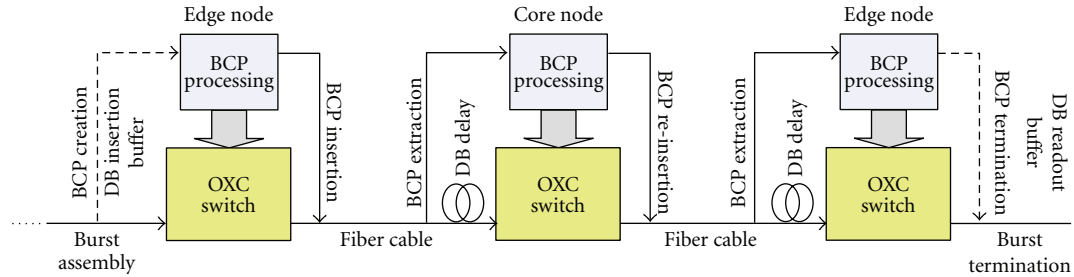 Edge node
Core node
Edge node
BCP
processing
BCP
processing
BCP
processing
BCP creation
DB insertion
buffer
BCP insertion
BCP extraction
DB delay
BCP re-insertion
BCP extraction
DB delay
BCP termination
DB readout
buffer
OXC
switch
OXC
switch
OXC
switch
Burst
assembly
Fiber cable
Fiber cable
Burst
termination